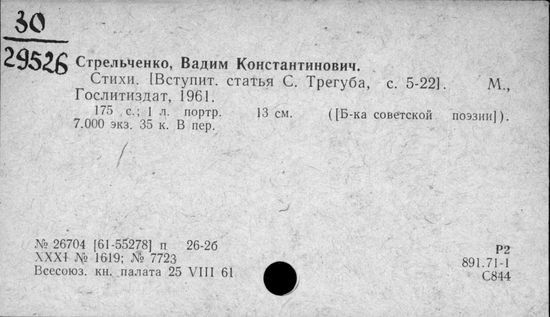 30
29526
Стрельченко, Вадим Константинович.
Стихи. [Вступит. статья С. Трегуба, с. 5-22]. М.,
Гослитиздат, 1961.
175 с.; 1 л. портр. 13 см. ([Б-ка советской поэзии]).
7.000 экз. 35 к. В пер.
№ 26704 [61-55278] п 26-2б
XXXI № 1619; № 7723
Всесоюз. кн. палата 25 VIII 61
Р2
891.71-1
С844